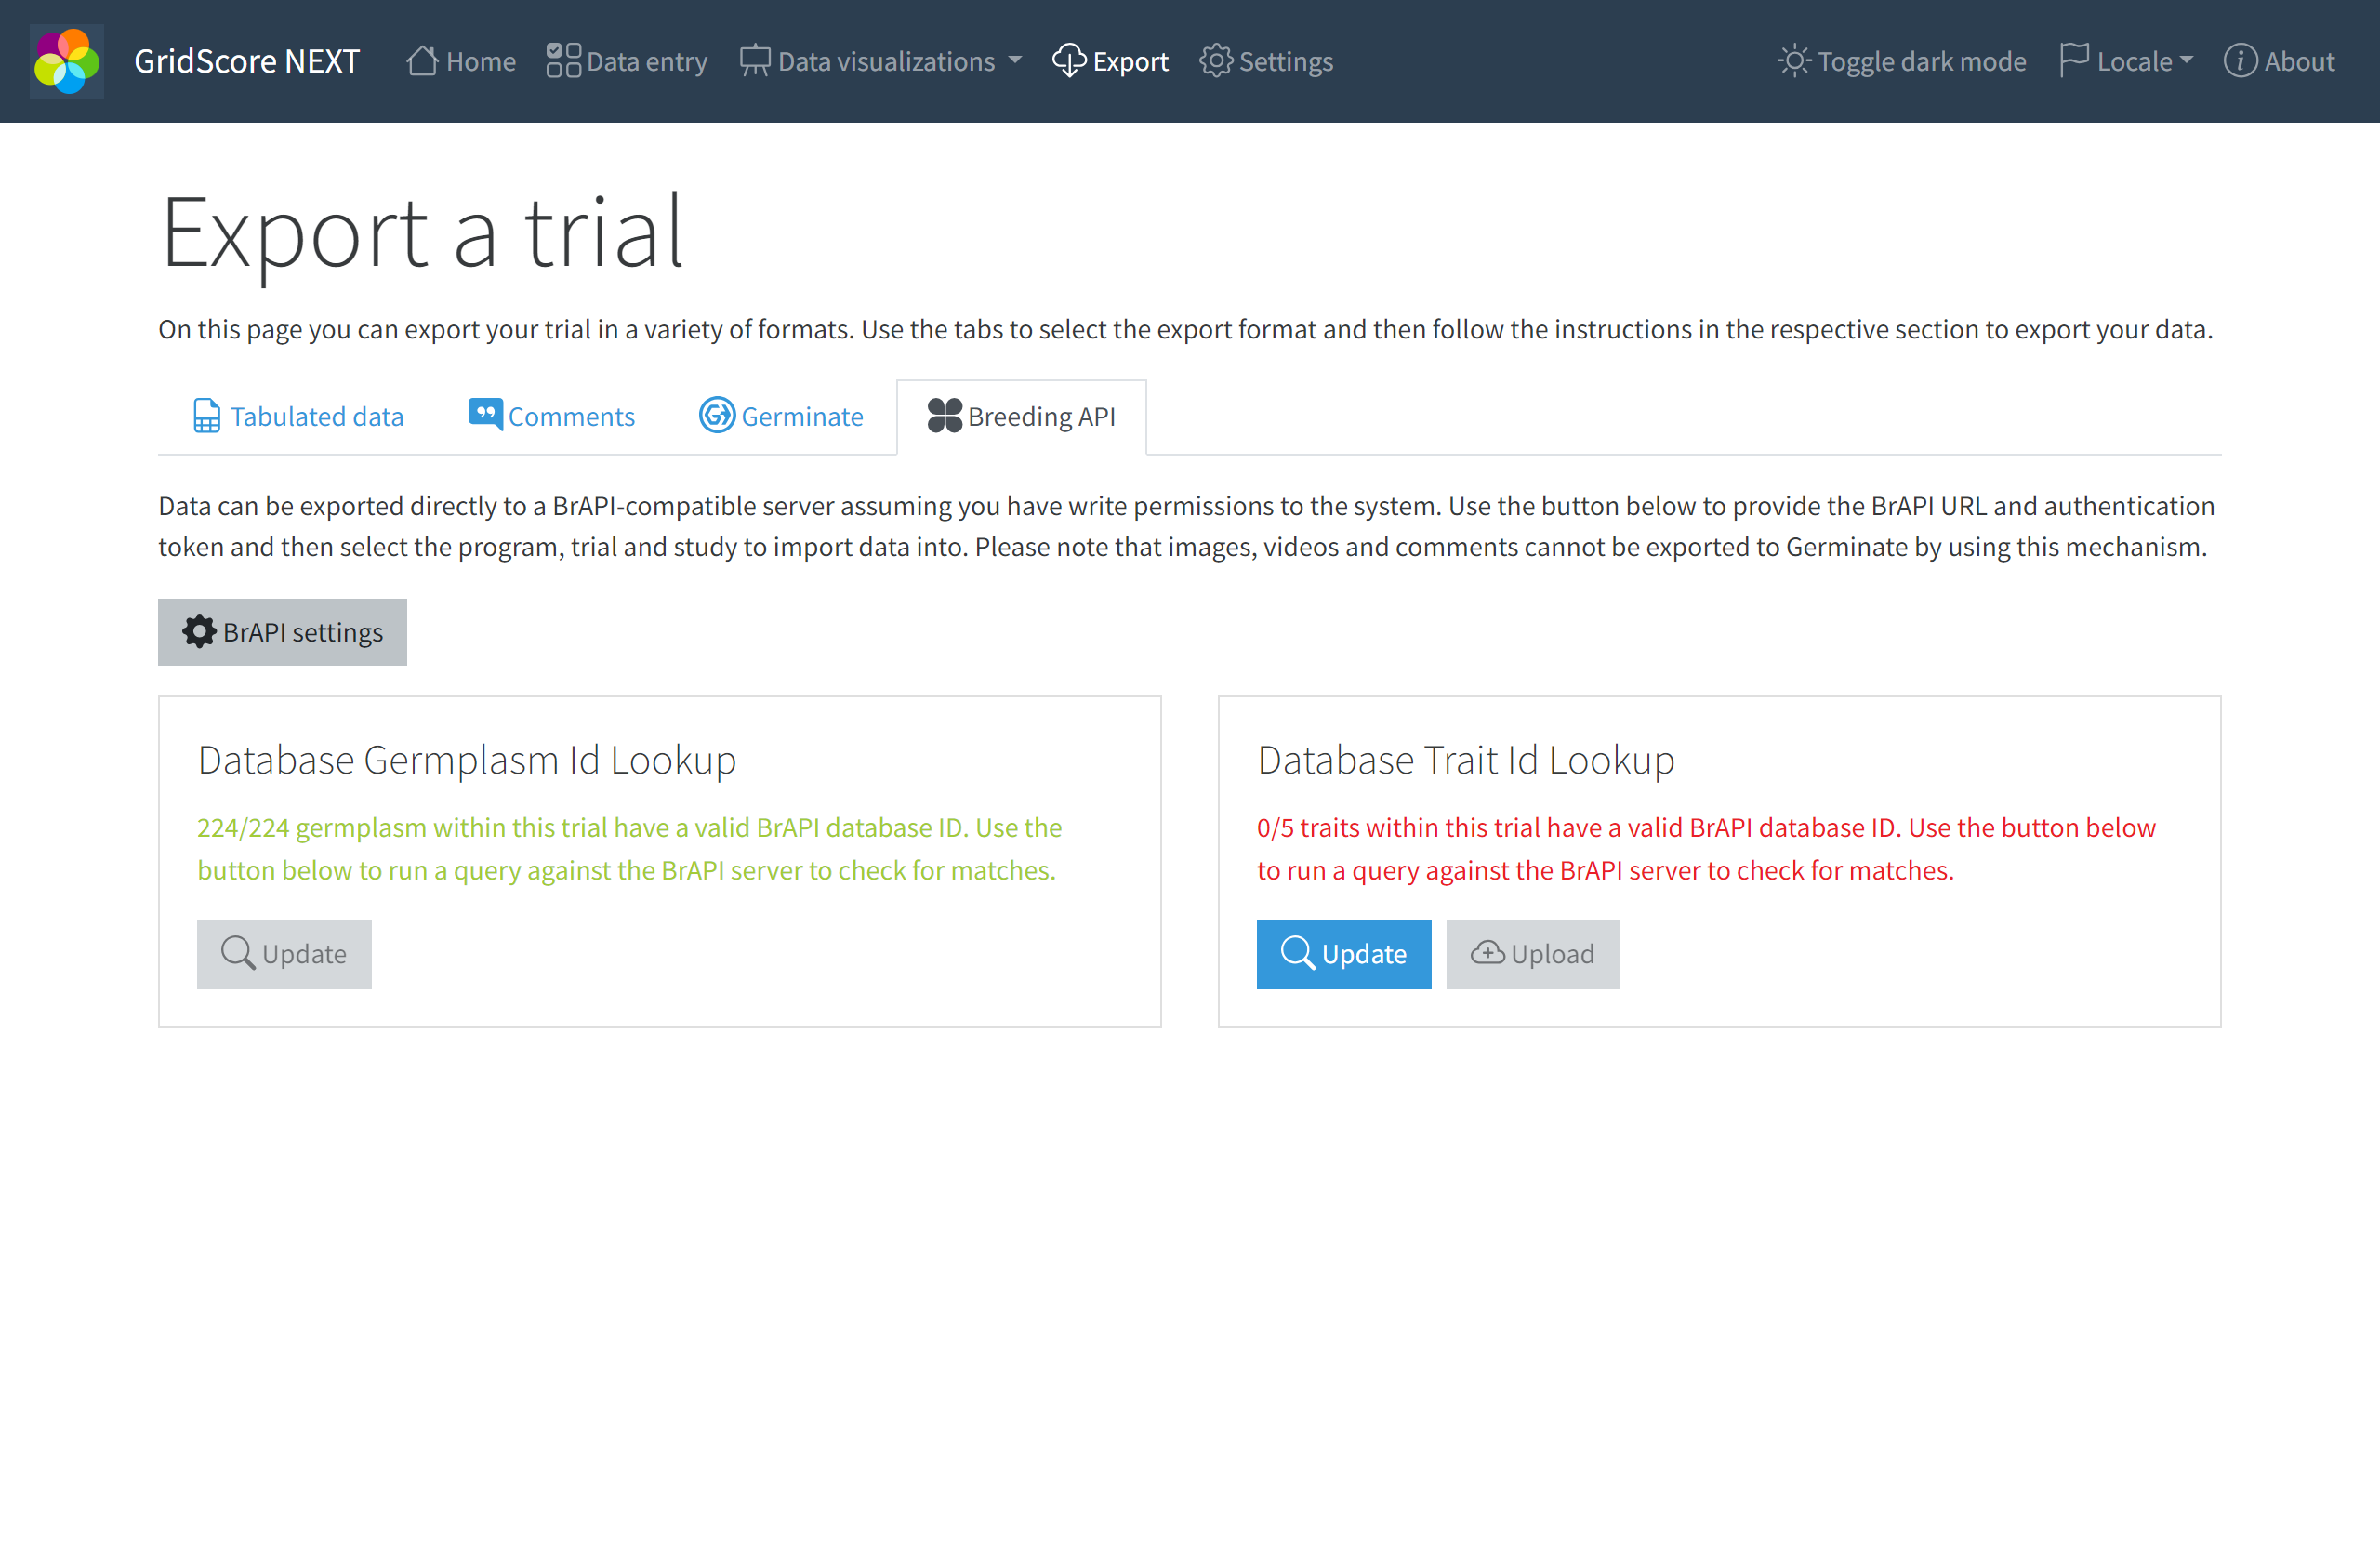 GridScore NEXT Home Data entry Data visualizations Export Settings Toggle dark mode Locale About
Export a trial
On this page you can export your trial in a variety of formats. Use the tabs to select the export format and then follow the instructions in the respective section to export your data.
Tabulated data Comments Germinate Breeding API
Data can be exported directly to a BrAPI-compatible server assuming you have write permissions to the system. Use the button below to provide the BrAPI URL and authentication
token and then select the program, trial and study to import data into. Please note that images, videos and comments cannot be exported to Germinate by using this mechanism.
BrAPI settings
Database Germplasm Id Lookup
224/224 germplasm within this trial have a valid BrAPI database ID. Use the
button below to run a query against the BrAPI server to check for matches.
Update
Database Trait Id Lookup
0/5 traits within this trial have a valid BrAPI database ID. Use the button below
to run a query against the BrAPI server to check for matches.
Update Upload